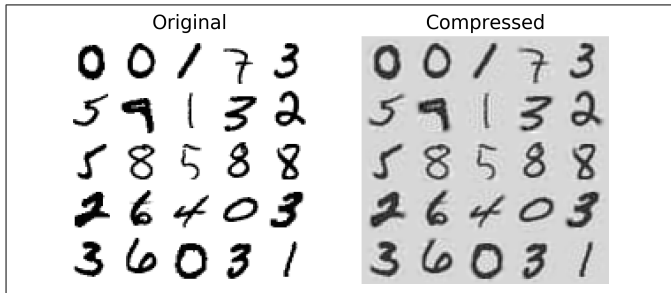 Original Compressed
0 0 1 7 3 0 0 1 7 3
5 9 1 3 2 5 9 1 3 2
5 8 5 8 8 5 8 5 8 8
2 6 4 0 3 2 6 4 0 3
3 6 0 3 1 3 6 0 3 1